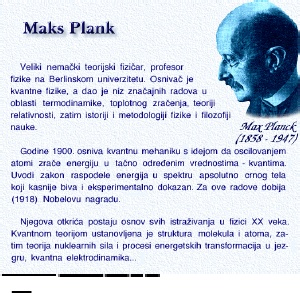 Maks Plank
Veliki nemački teorijski fizičar, profesor
fizike na Berlinskom univerzitetu. Osnivač je
kvantne fizike, a dao je niz značajnih radova u
oblasti termodinamike, toplotnog zračenja, teoriji
relativnosti, zatim istoriji i metodologiji fizike i filozofiji
nauke.
Max Planck
(1858 - 1947)
Godine 1900. osniva kvantnu mehaniku s idejom da oscilovanjem
atomi zrače energiju u tačno određenim vrednostima - kvantima.
Uvodi zakon raspodele energija u spektru apsolutno crnog tela
koji kasnije biva i eksperimentalno dokazan. Za ove radove dobija
(1918) Nobelovu nagradu.
Njegova otkrića postaju osnov svih istraživanja u fizici XX veka.
Kvantnom teorijom ustanovljena je struktura molekula i atoma, za-
tim teorija nuklearnih sila i procesi energetskih transformacija u jez-
gru, kvantna elektrodinamika...